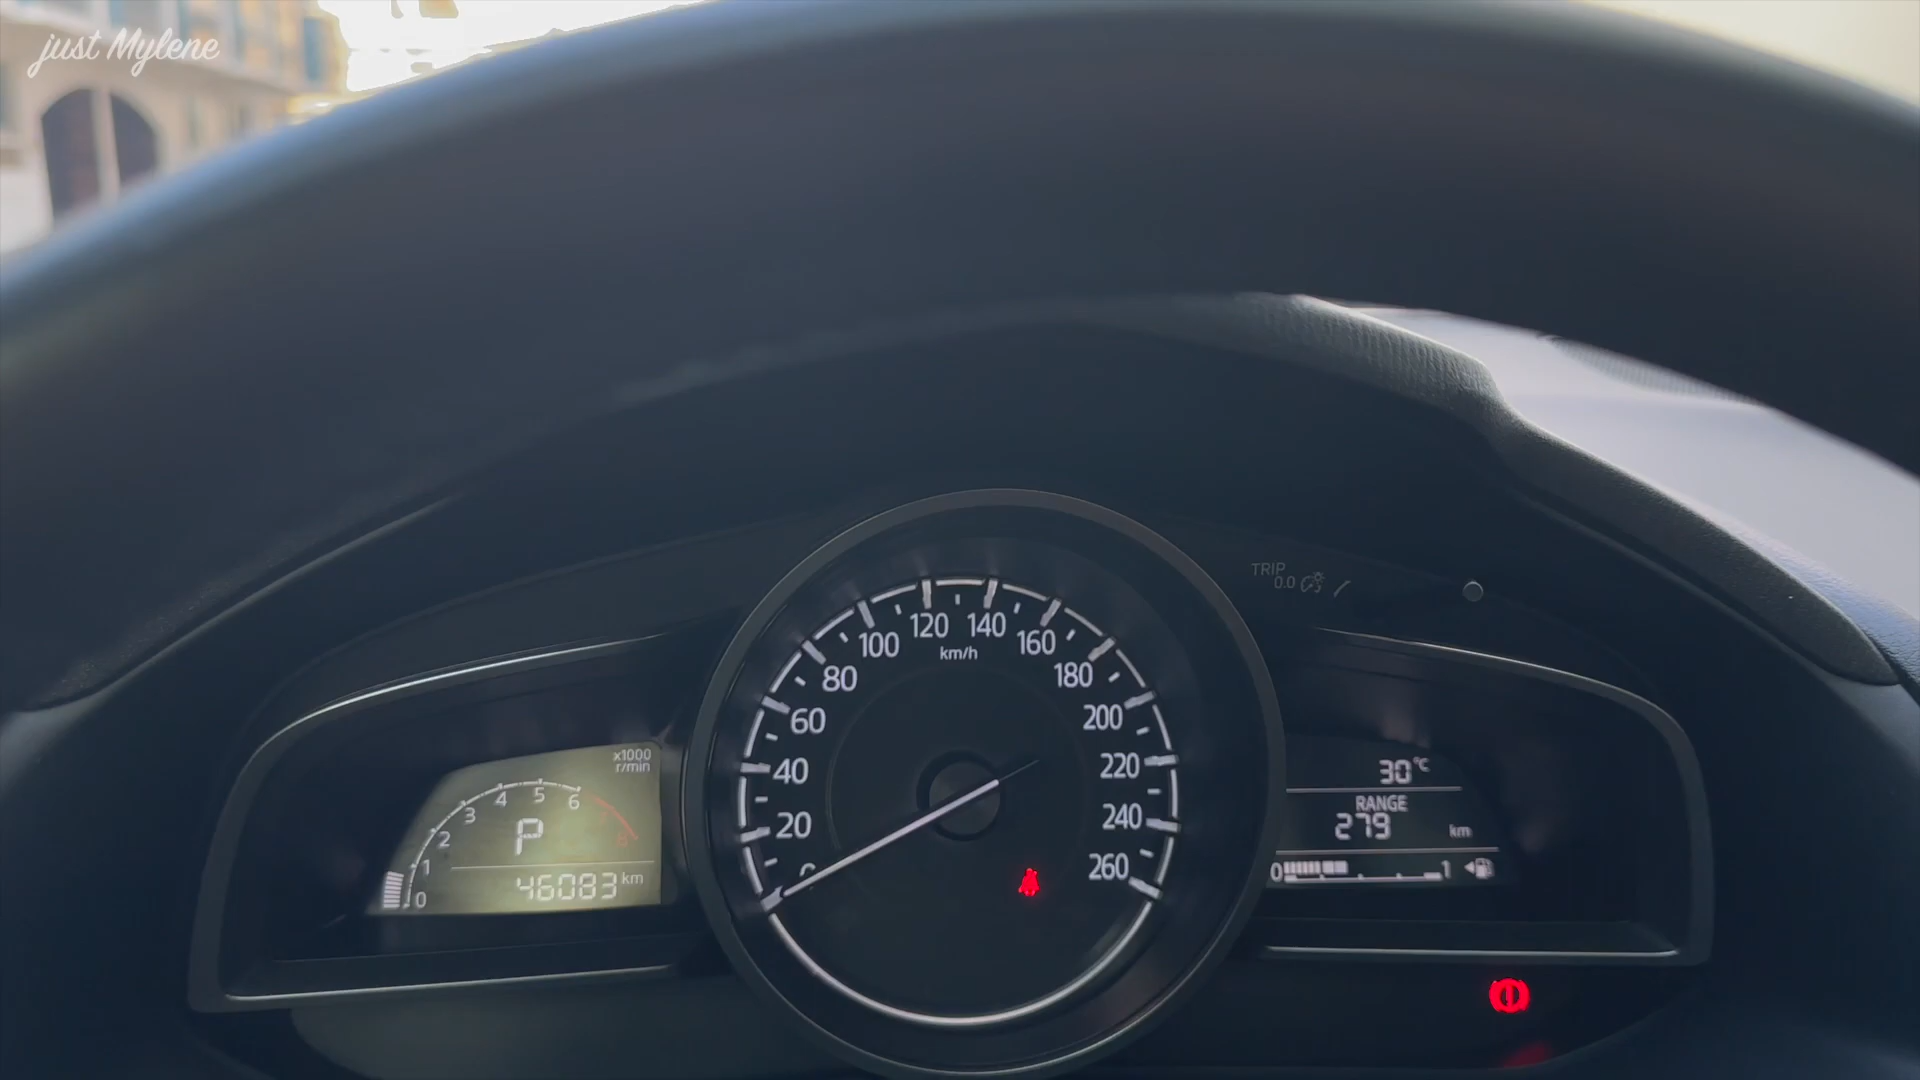 just Mylene
TRIP
0.0
x1000
r/min
0 1 2 3 4 5 6
P
46083 km
0 20 40 60 80 100 120 140 160 180 200 220 240 260
km/h
30°C
RANGE
279 km
0 1